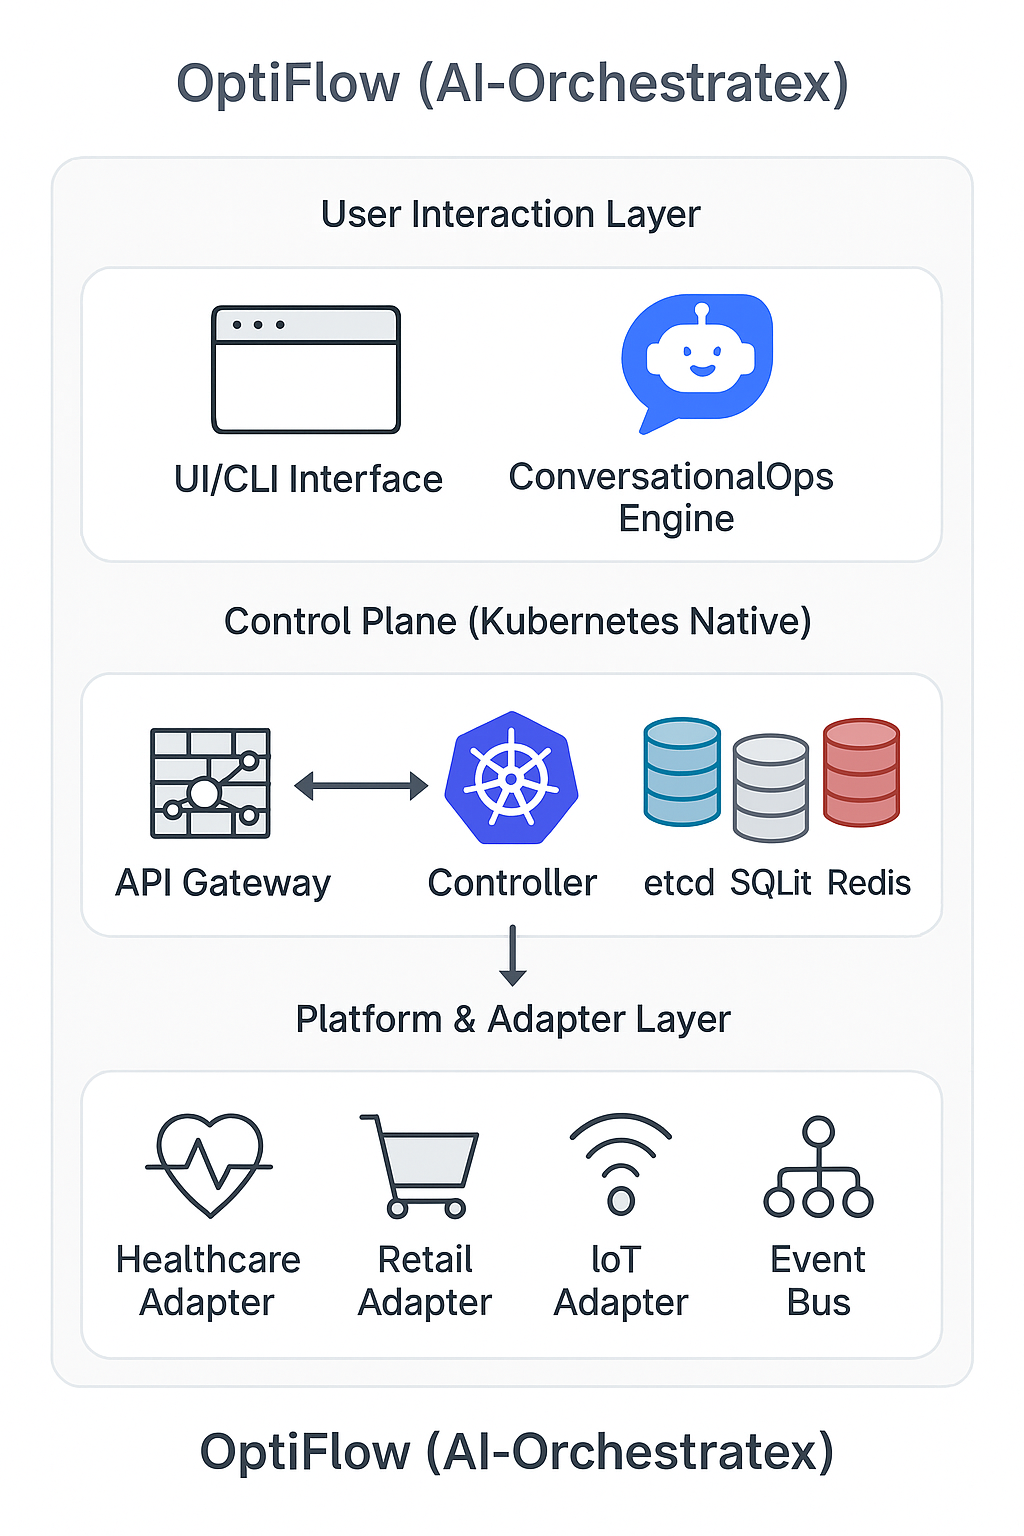 OptiFlow (AI-Orchestratex)
User Interaction Layer
UI/CLI Interface
ConversationalOps
Engine
Control Plane (Kubernetes Native)
API Gateway
Controller
etcd
SQLit
Redis
Platform & Adapter Layer
Healthcare
Adapter
Retail
Adapter
IoT
Adapter
Event
Bus
OptiFlow (AI-Orchestratex)